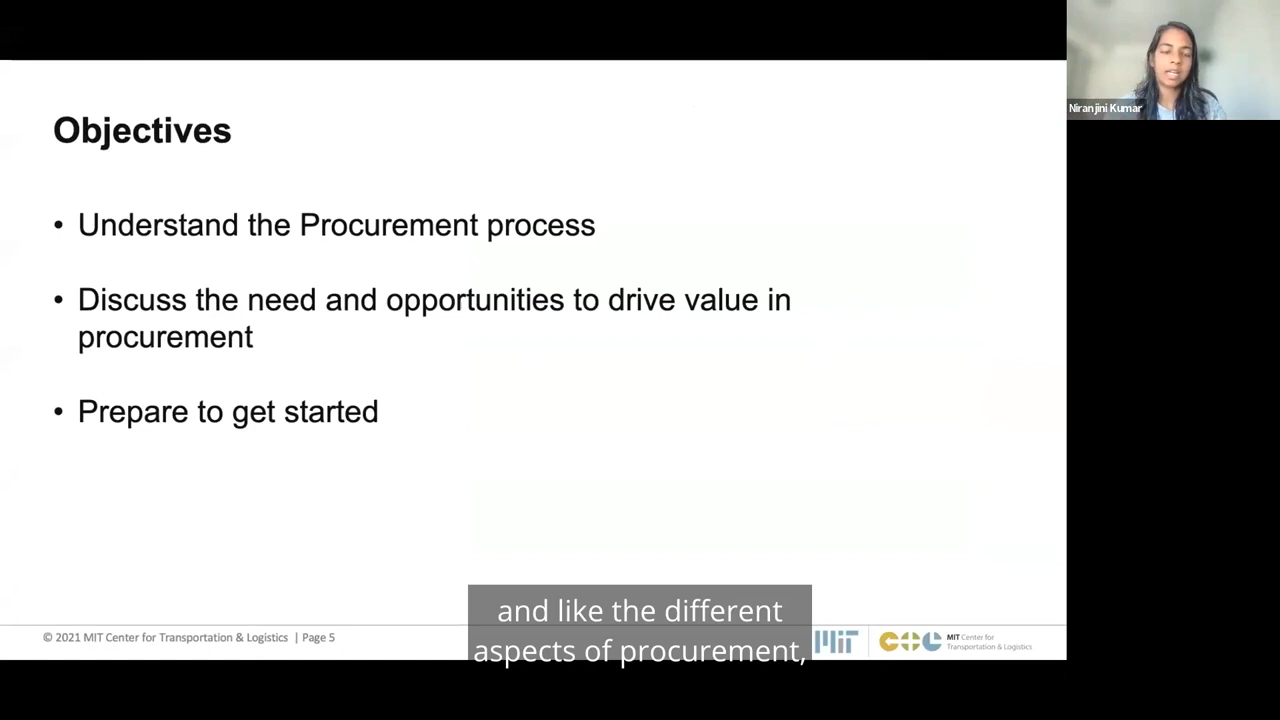 Niranjini Kumar
Objectives
• Understand the Procurement process
• Discuss the need and opportunities to drive value in
procurement
• Prepare to get started
and like the different
aspects of procurement,
© 2021 MIT Center for Transportation & Logistics | Page 5
MIT
MIT Center for
Transportation & Logistics